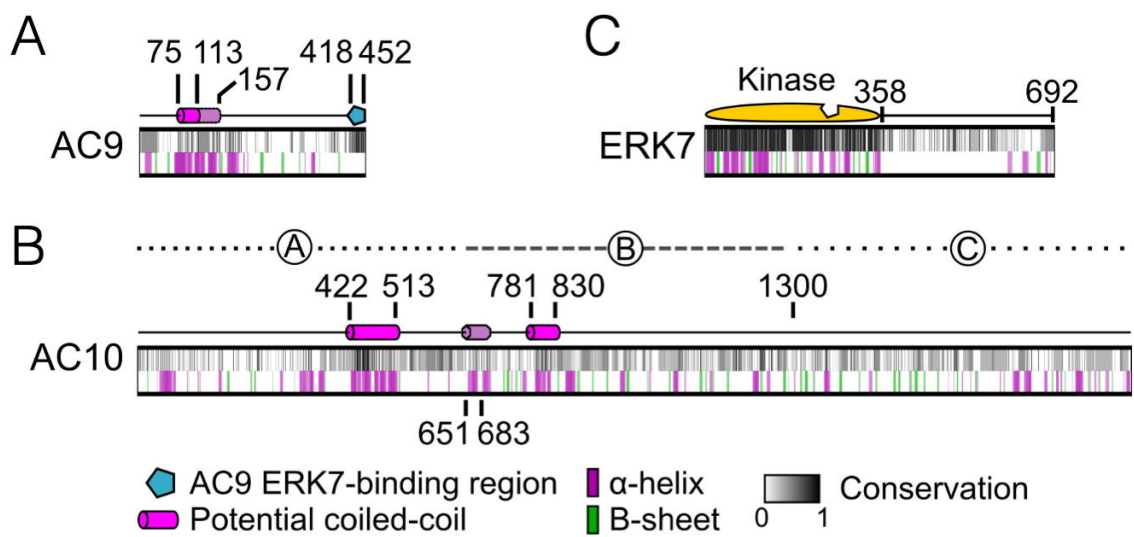 A
75 113 157 418 452
AC9
C
Kinase
358 692
ERK7
B
A B C
422 513 781 830 1300
AC10
651 683
AC9 ERK7-binding region
Potential coiled-coil
α-helix
B-sheet
0 1
Conservation